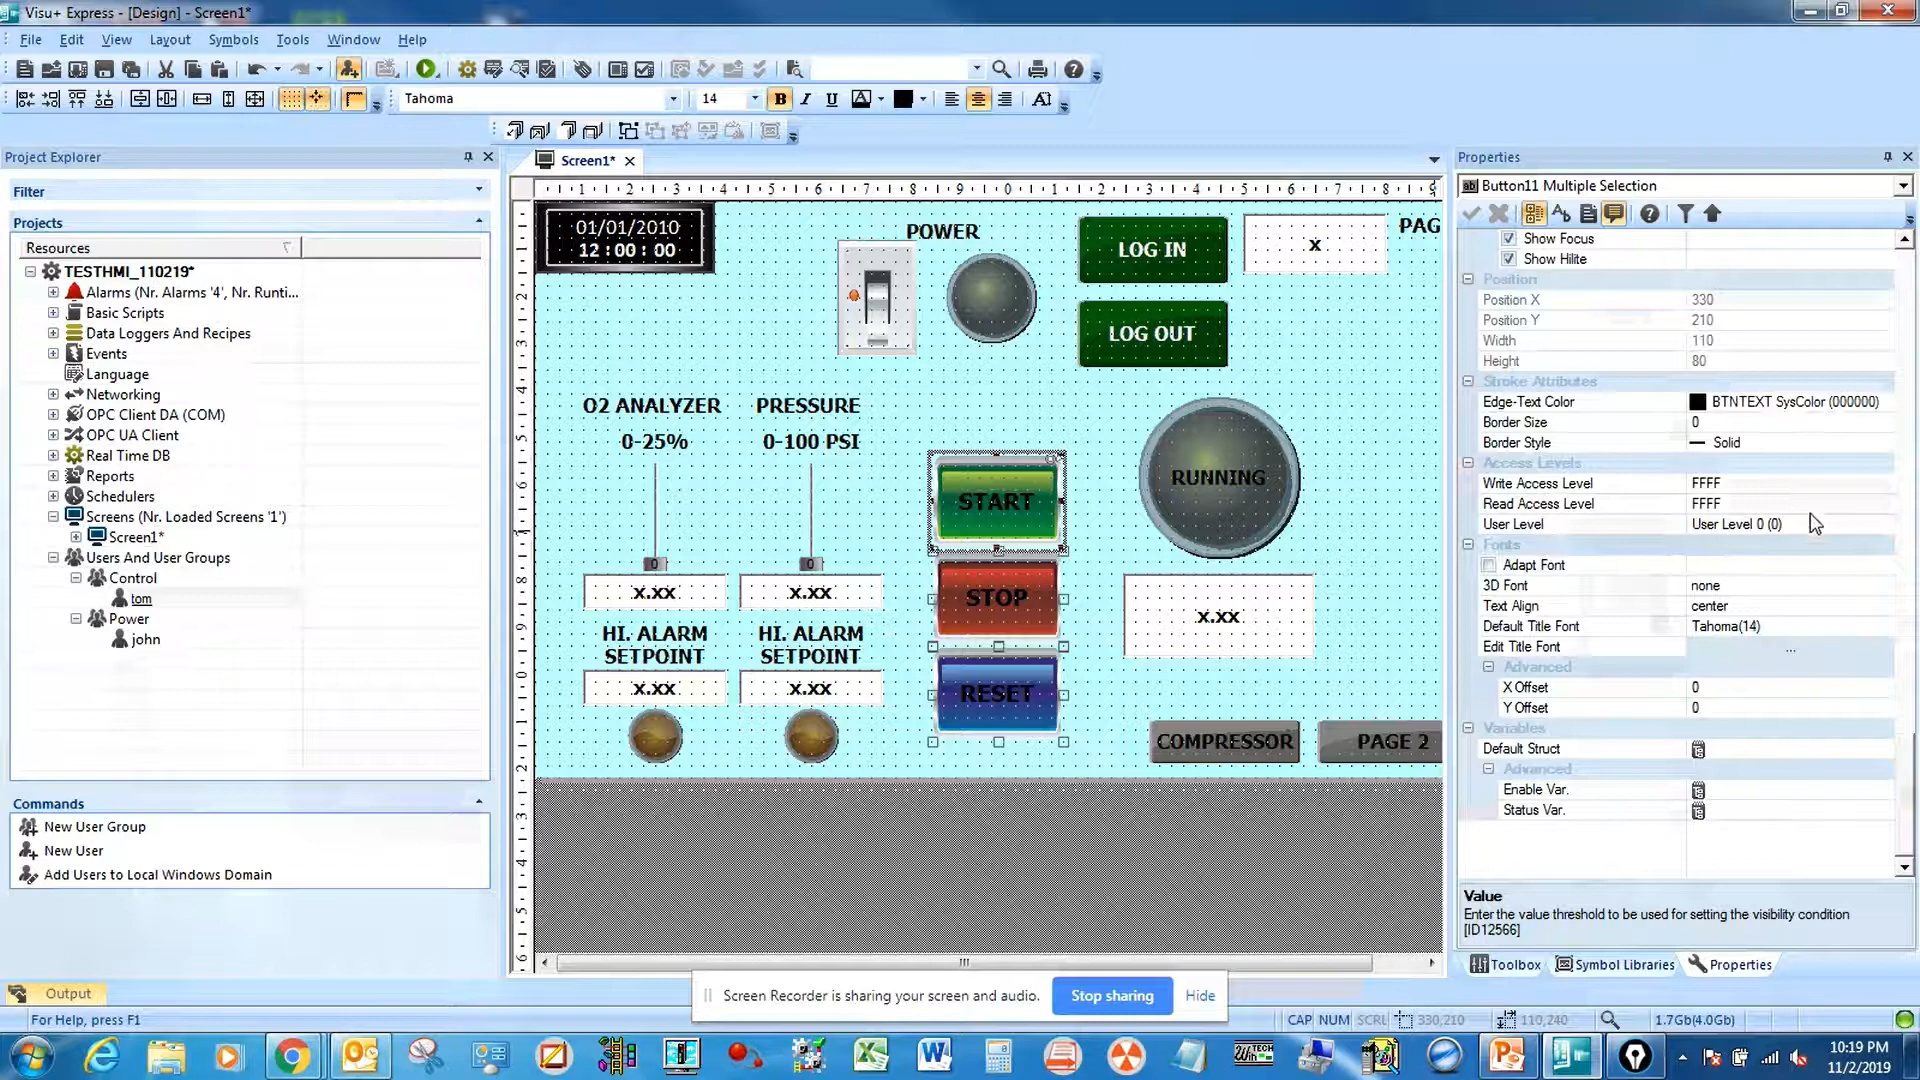 Visu+ Express - [Design] - Screen1*
File Edit View Layout Symbols Tools Window Help
Tahoma 14 B I U A
Project Explorer
Filter
Projects
Resources
TESTHMI_110219*
Alarms (Nr. Alarms '4', Nr. Runti...
Basic Scripts
Data Loggers And Recipes
Events
Language
Networking
OPC Client DA (COM)
OPC UA Client
Real Time DB
Reports
Schedulers
Screens (Nr. Loaded Screens '1')
Screen1*
Users And User Groups
Control
tom
Power
john
Commands
New User Group
New User
Add Users to Local Windows Domain
Output
For Help, press F1
Screen1*
01/01/2010
12:00:00
POWER
LOG IN
x
PAG
LOG OUT
O2 ANALYZER
0-25%
PRESSURE
0-100 PSI
START
RUNNING
0
0
x.xx
x.xx
STOP
x.xx
HI. ALARM
SETPOINT
HI. ALARM
SETPOINT
x.xx
x.xx
RESET
COMPRESSOR
PAGE 2
Screen Recorder is sharing your screen and audio.
Stop sharing
Hide
Properties
Button11 Multiple Selection
Show Focus
Show Hilite
Position
Position X 330
Position Y 210
Width 110
Height 80
Stroke Attributes
Edge-Text Color BTNTEXT SysColor (000000)
Border Size 0
Border Style Solid
Access Levels
Write Access Level FFFF
Read Access Level FFFF
User Level User Level 0 (0)
Fonts
Adapt Font
3D Font none
Text Align center
Default Title Font Tahoma(14)
Edit Title Font ...
Advanced
X Offset 0
Y Offset 0
Variables
Default Struct
Advanced
Enable Var.
Status Var.
Value
Enter the value threshold to be used for setting the visibility condition
[ID12566]
Toolbox Symbol Libraries Properties
CAP NUM SCRL 330,210 110,240 1.7Gb(4.0Gb)
10:19 PM
11/2/2019